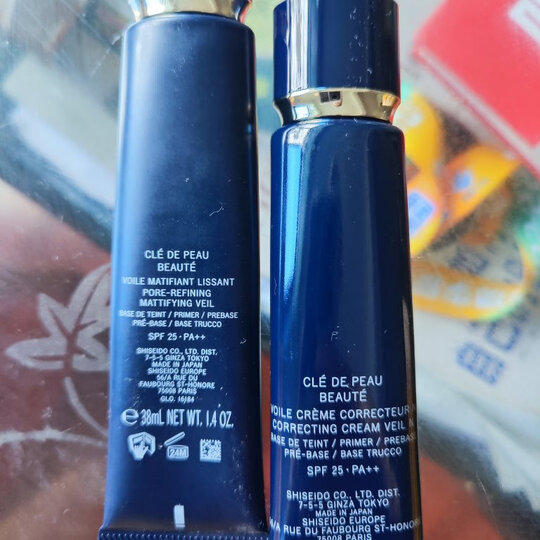 CLÉ DE PEAU
BEAUTÉ
VOILE MATIFIANT LISSANT
PORE-REFINING
MATTIFYING VEIL
BASE DE TEINT / PRIMER / PREBASE
PRÉ-BASE / BASE TRUCCO
SPF 25・PA++
SHISEIDO CO., LTD. DIST.
7-5-5 GINZA TOKYO
MADE IN JAPAN
SHISEIDO EUROPE
56/A RUE DU
FAUBOURG ST-HONORE
75008 PARIS
GLO. 16184
e 38mL NET WT. 1.4 OZ.
24M
CLÉ DE PEAU
BEAUTÉ
VOILE CRÈME CORRECTEUR
CORRECTING CREAM VEIL N
BASE DE TEINT / PRIMER / PREBASE
PRÉ-BASE / BASE TRUCCO
SPF 25・PA++
SHISEIDO CO., LTD. DIST.
7-5-5 GINZA TOKYO
MADE IN JAPAN
SHISEIDO EUROPE
/A RUE DU FAUBOURG ST-HONORE
75008 PARIS